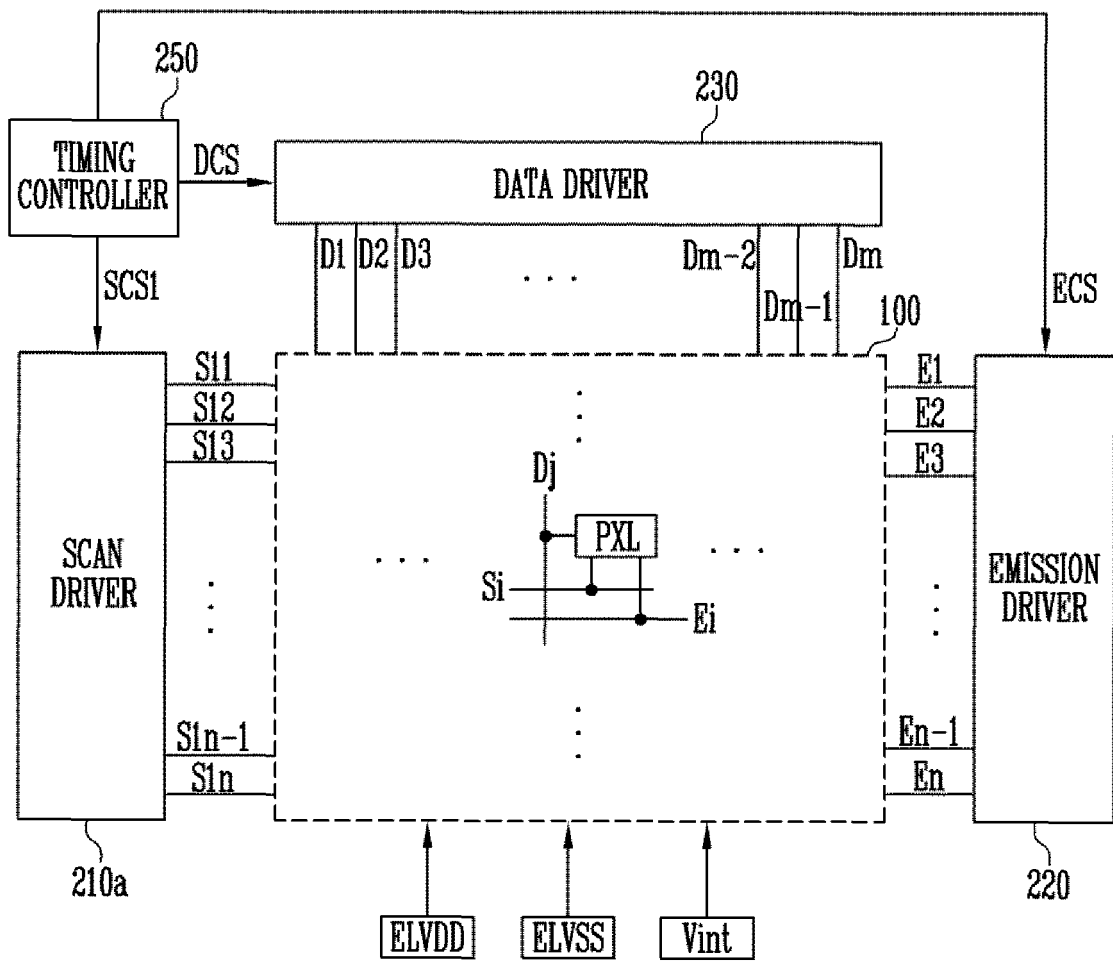 250
230
TIMING
CONTROLLER
DCS
DATA DRIVER
D1 D2 D3 . . . Dm-2 Dm-1 Dm
SCS1
ECS
100
S11
S12
S13
E1
E2
E3
Dj
PXL
Si
Ei
SCAN
DRIVER
EMISSION
DRIVER
S1n-1
S1n
En-1
En
210a
220
ELVDD
ELVSS
Vint